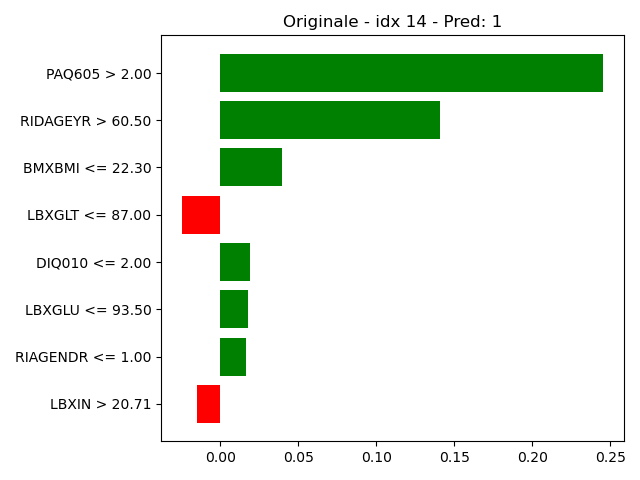 Originale - idx 14 - Pred: 1
PAQ605 > 2.00
RIDAGEYR > 60.50
BMXBMI <= 22.30
LBXGLT <= 87.00
DIQ010 <= 2.00
LBXGLU <= 93.50
RIAGENDR <= 1.00
LBXIN > 20.71
0.00 0.05 0.10 0.15 0.20 0.25